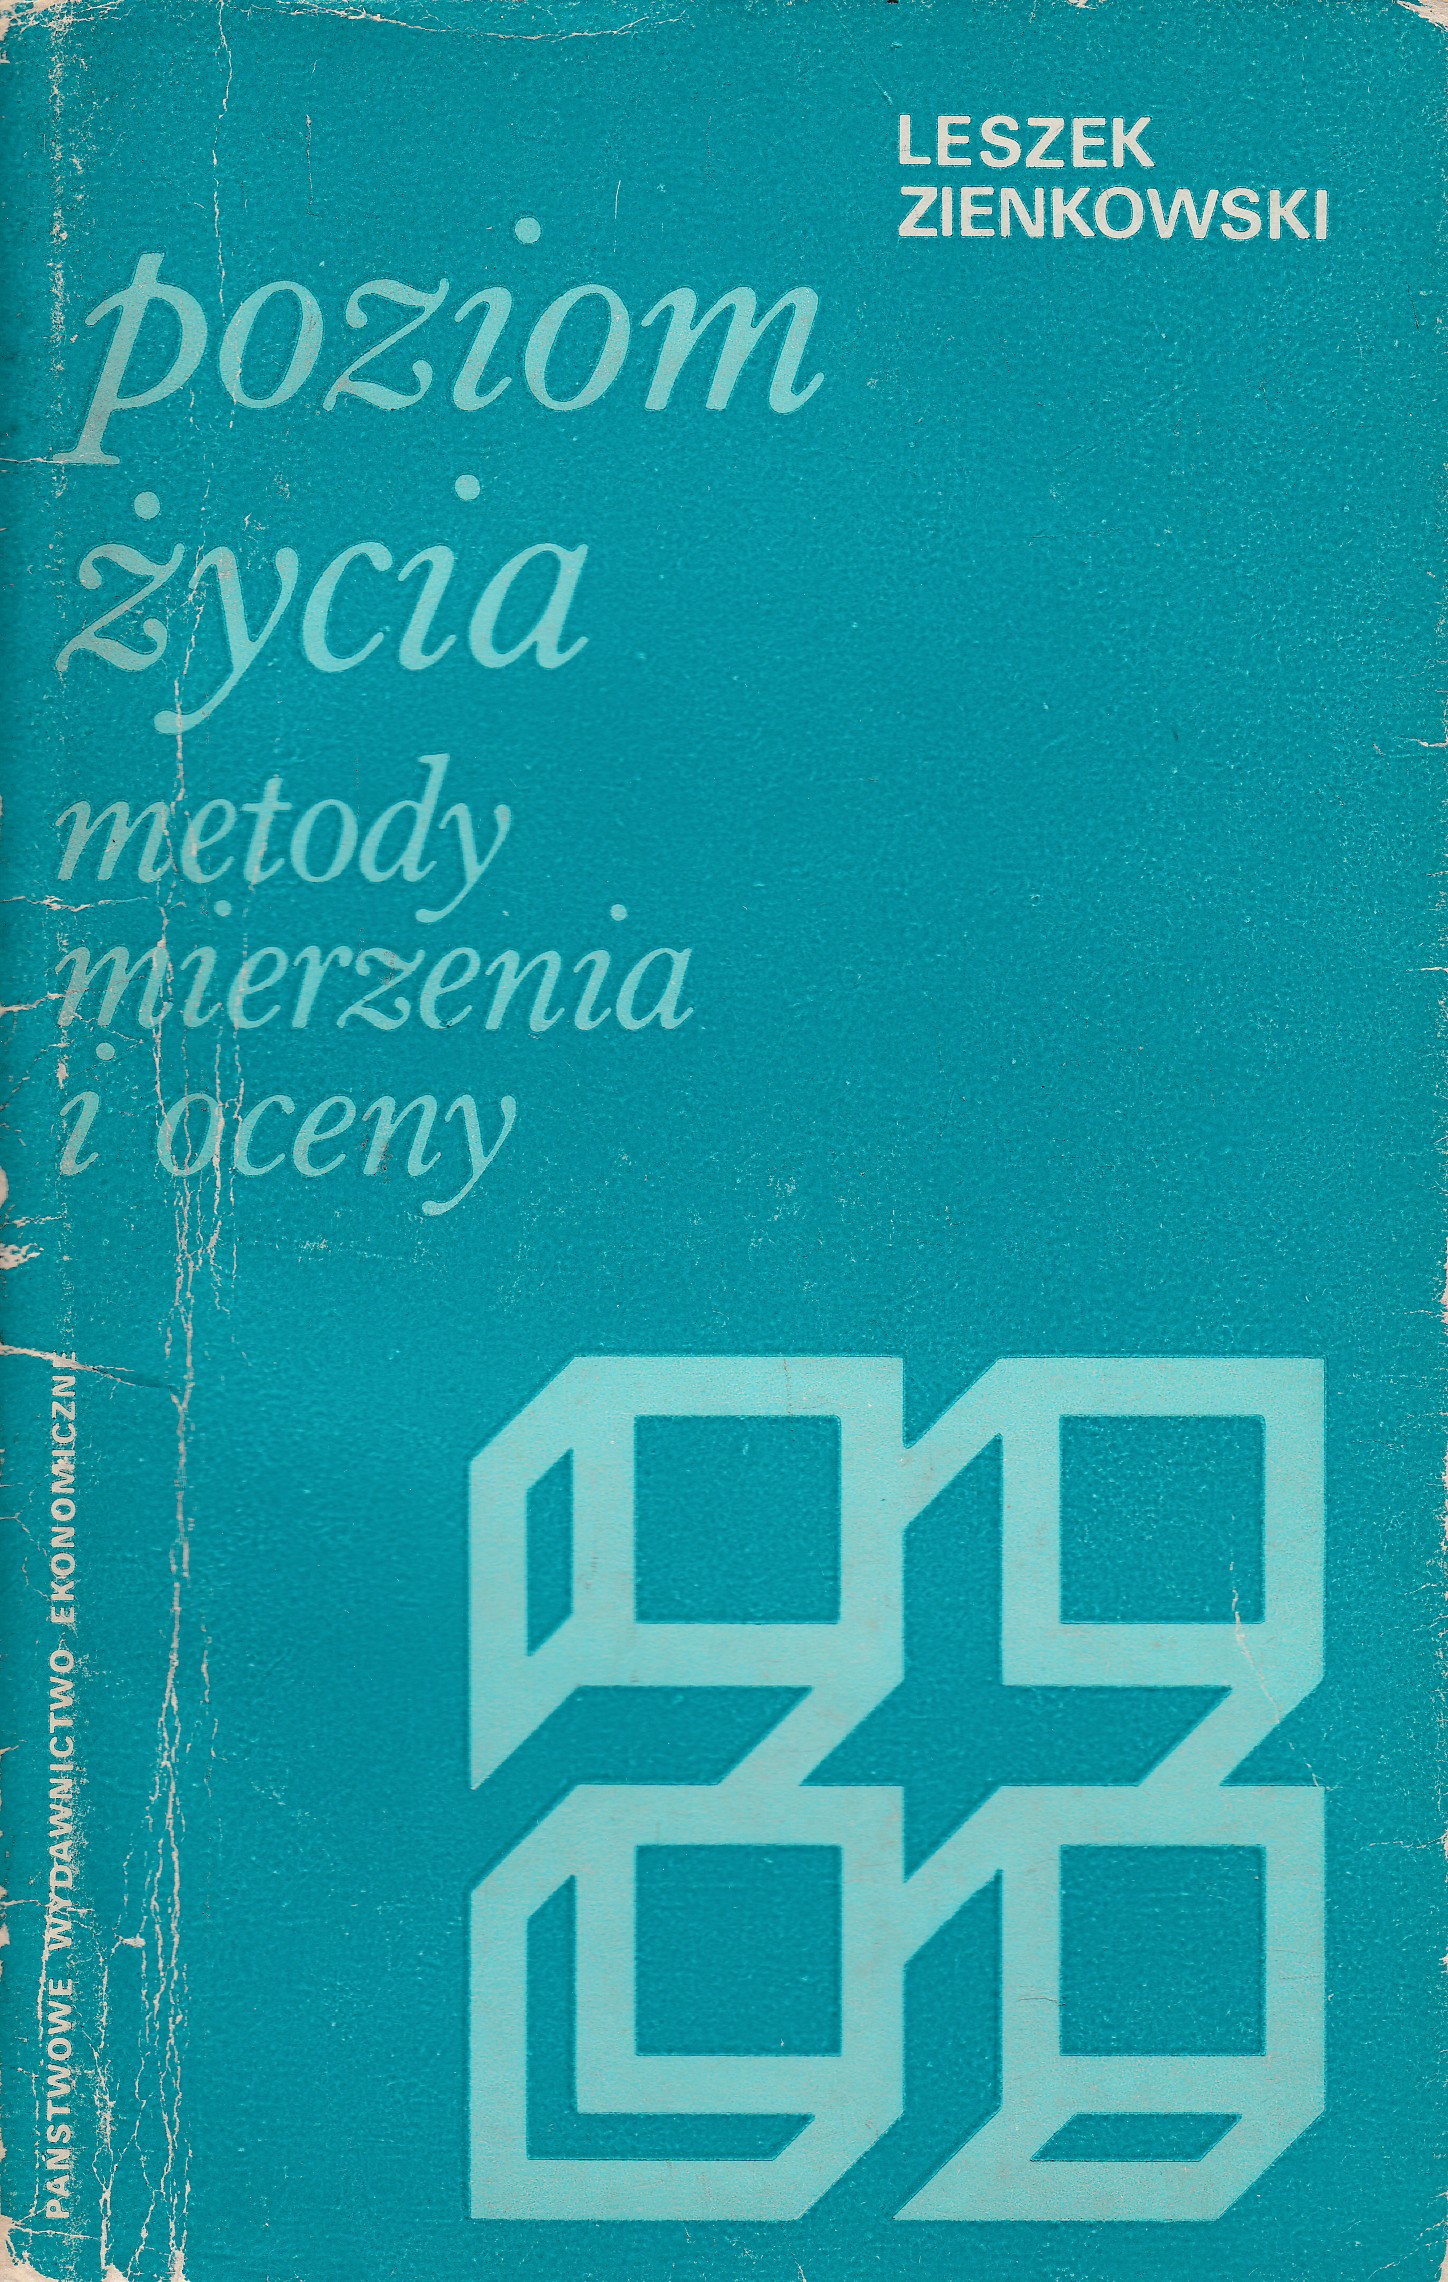 LESZEK
ZIENKOWSKI
poziom
życia
metody
mierzenia
i oceny
PAŃSTWOWE WYDAWNICTWO EKONOMICZNE